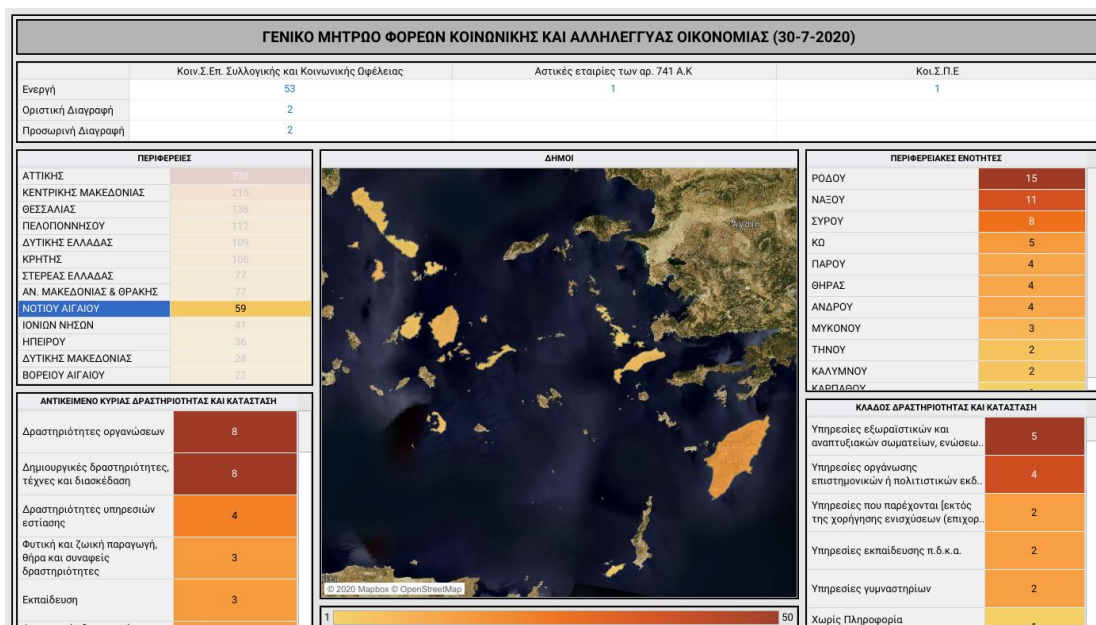 ΓΕΝΙΚΟ ΜΗΤΡΩΟ ΦΟΡΕΩΝ ΚΟΙΝΩΝΙΚΗΣ ΚΑΙ ΑΛΛΗΛΕΓΓΥΑΣ ΟΙΚΟΝΟΜΙΑΣ (30-7-2020)
Κοιν.Σ.Επ. Συλλογικής και Κοινωνικής Ωφέλειας Αστικές εταιρίες των αρ. 741 Α.Κ Κοι.Σ.Π.Ε
Ενεργή 53 1 1
Οριστική Διαγραφή 2
Προσωρινή Διαγραφή 2
ΠΕΡΙΦΕΡΕΙΕΣ
ΑΤΤΙΚΗΣ 730
ΚΕΝΤΡΙΚΗΣ ΜΑΚΕΔΟΝΙΑΣ 215
ΘΕΣΣΑΛΙΑΣ 136
ΠΕΛΟΠΟΝΝΗΣΟΥ 112
ΔΥΤΙΚΗΣ ΕΛΛΑΔΑΣ 109
ΚΡΗΤΗΣ 106
ΣΤΕΡΕΑΣ ΕΛΛΑΔΑΣ 77
ΑΝ. ΜΑΚΕΔΟΝΙΑΣ & ΘΡΑΚΗΣ 77
ΝΟΤΙΟΥ ΑΙΓΑΙΟΥ 59
ΙΟΝΙΩΝ ΝΗΣΩΝ 41
ΗΠΕΙΡΟΥ 36
ΔΥΤΙΚΗΣ ΜΑΚΕΔΟΝΙΑΣ 28
ΒΟΡΕΙΟΥ ΑΙΓΑΙΟΥ 22
ΑΝΤΙΚΕΙΜΕΝΟ ΚΥΡΙΑΣ ΔΡΑΣΤΗΡΙΟΤΗΤΑΣ ΚΑΙ ΚΑΤΑΣΤΑΣΗ
Δραστηριότητες οργανώσεων 8
Δημιουργικές δραστηριότητες,
τέχνες και διασκέδαση 8
Δραστηριότητες υπηρεσιών
εστίασης 4
Φυτική και ζωική παραγωγή,
θήρα και συναφείς
δραστηριότητες 3
Εκπαίδευση 3
ΔΗΜΟΙ
Aydin
© 2020 Mapbox © OpenStreetMap
1 50
ΠΕΡΙΦΕΡΕΙΑΚΕΣ ΕΝΟΤΗΤΕΣ
ΡΟΔΟΥ 15
ΝΑΞΟΥ 11
ΣΥΡΟΥ 8
ΚΩ 5
ΠΑΡΟΥ 4
ΘΗΡΑΣ 4
ΑΝΔΡΟΥ 4
ΜΥΚΟΝΟΥ 3
ΤΗΝΟΥ 2
ΚΑΛΥΜΝΟΥ 2
ΚΑΡΠΑΘΟΥ
ΚΛΑΔΟΣ ΔΡΑΣΤΗΡΙΟΤΗΤΑΣ ΚΑΙ ΚΑΤΑΣΤΑΣΗ
Υπηρεσίες εξωραϊστικών και
αναπτυξιακών σωματείων, ενώσεω.. 5
Υπηρεσίες οργάνωσης
επιστημονικών ή πολιτιστικών εκδ.. 4
Υπηρεσίες που παρέχονται [εκτός
της χορήγησης ενισχύσεων (επιχορ.. 2
Υπηρεσίες εκπαίδευσης π.δ.κ.α. 2
Υπηρεσίες γυμναστηρίων 2
Χωρίς Πληροφορία